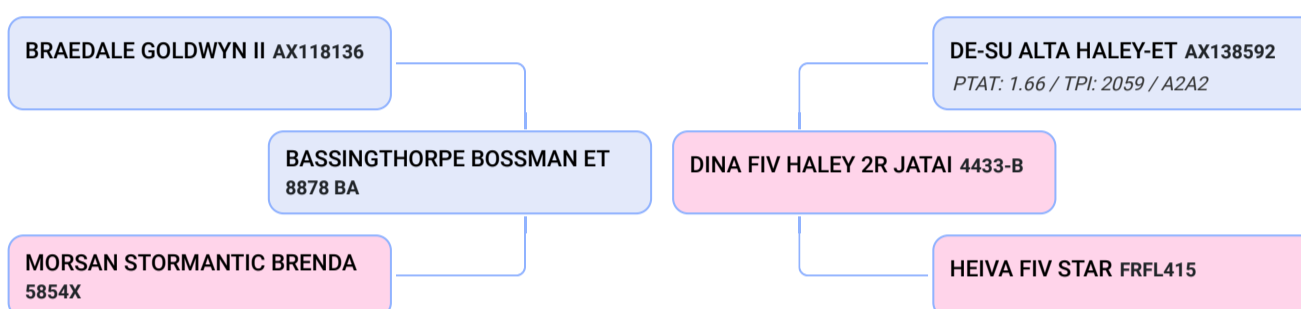 BRAEDALE GOLDWYN II AX118136
DE-SU ALTA HALEY-ET AX138592
PTAT: 1.66 / TPI: 2059 / A2A2
BASSINGTHORPE BOSSMAN ET
8878 BA
DINA FIV HALEY 2R JATAI 4433-B
MORSAN STORMANTIC BRENDA
5854X
HEIVA FIV STAR FRFL415